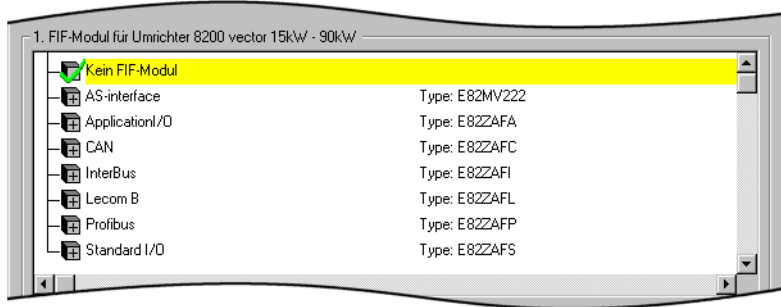 1. FIF-Modul für Umrichter 8200 vector 15kW - 90kW
Kein FIF-Modul
AS-interface Type: E82MV222
ApplicationI/O Type: E82ZAFA
CAN Type: E82ZAFC
InterBus Type: E82ZAFI
Lecom B Type: E82ZAFL
Profibus Type: E82ZAFP
Standard I/O Type: E82ZAFS